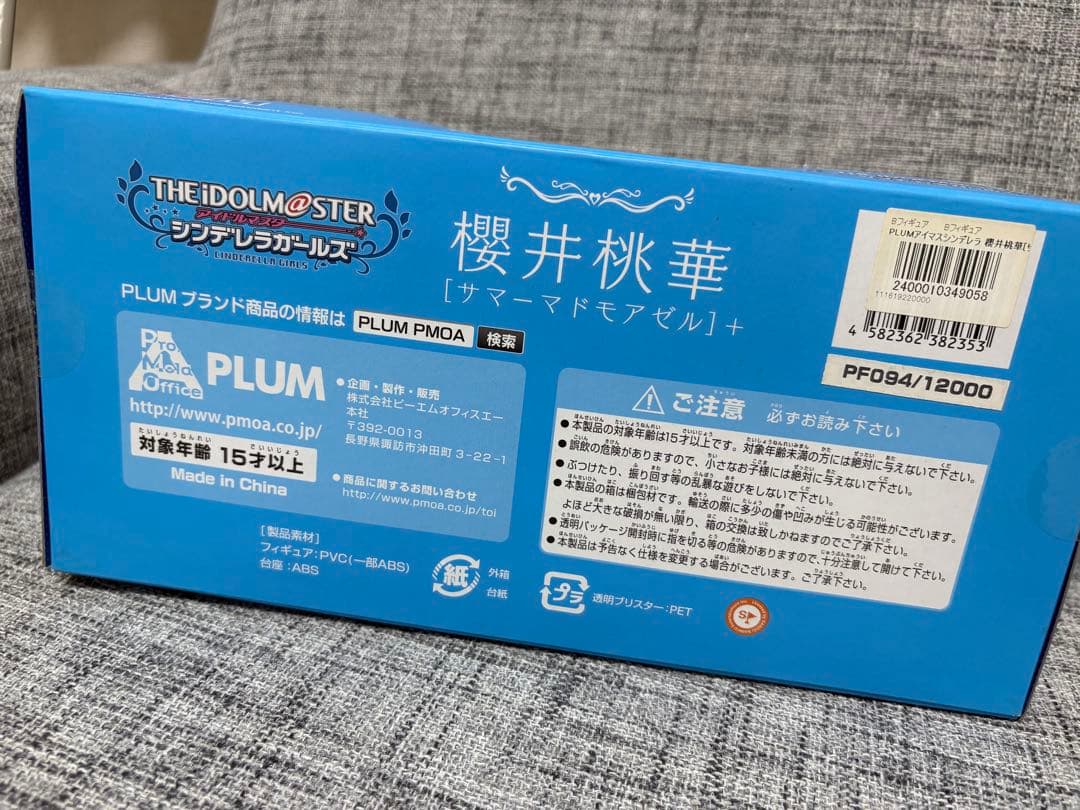 THE iDOLM@STER
アイドルマスター
シンデレラガールズ
CINDERELLA GIRLS
櫻井桃華
[サマーマドモアゼル]+
Bフィギュア Bフィギュア
PLUMアイマスシンデレラ 櫻井桃華[サ
2400010349058
111619220000
4 582362 382353
PF094/12000
PLUM ブランド商品の情報は PLUM PMOA 検索
Pro
Mola
Office
PLUM
http://www.pmoa.co.jp/
たいしょうねんれい さいいじょう
対象年齢 15才以上
Made in China
●企画・製作・販売
株式会社ピーエムオフィスエー
本社
〒392-0013
長野県諏訪市沖田町 3-22-1
●商品に関するお問い合わせ
http://www.pmoa.co.jp/toi
ご注意 必ずお読み下さい
●本製品の対象年齢は15才以上です。対象年齢未満の方には絶対に与えないで下さい。
●誤飲の危険がありますので、小さなお子様には絶対に与えないで下さい。
●ぶつけたり、振り回す等の乱暴な遊びをしないで下さい。
●本製品の箱は梱包材です。輸送の際に多少の傷や凹みが生じる可能性がございます。
よほど大きな破損が無い限り、箱の交換は致しかねますのでご了承下さい。
●透明パッケージ開封時に指を切る等の危険がありますので、十分注意して開けて下さい。
●本製品は予告なく仕様を変更する場合がございます。ご了承下さい。
[製品素材]
フィギュア:PVC(一部ABS)
台座:ABS
紙
外箱
台紙
プラ
透明ブリスター:PET